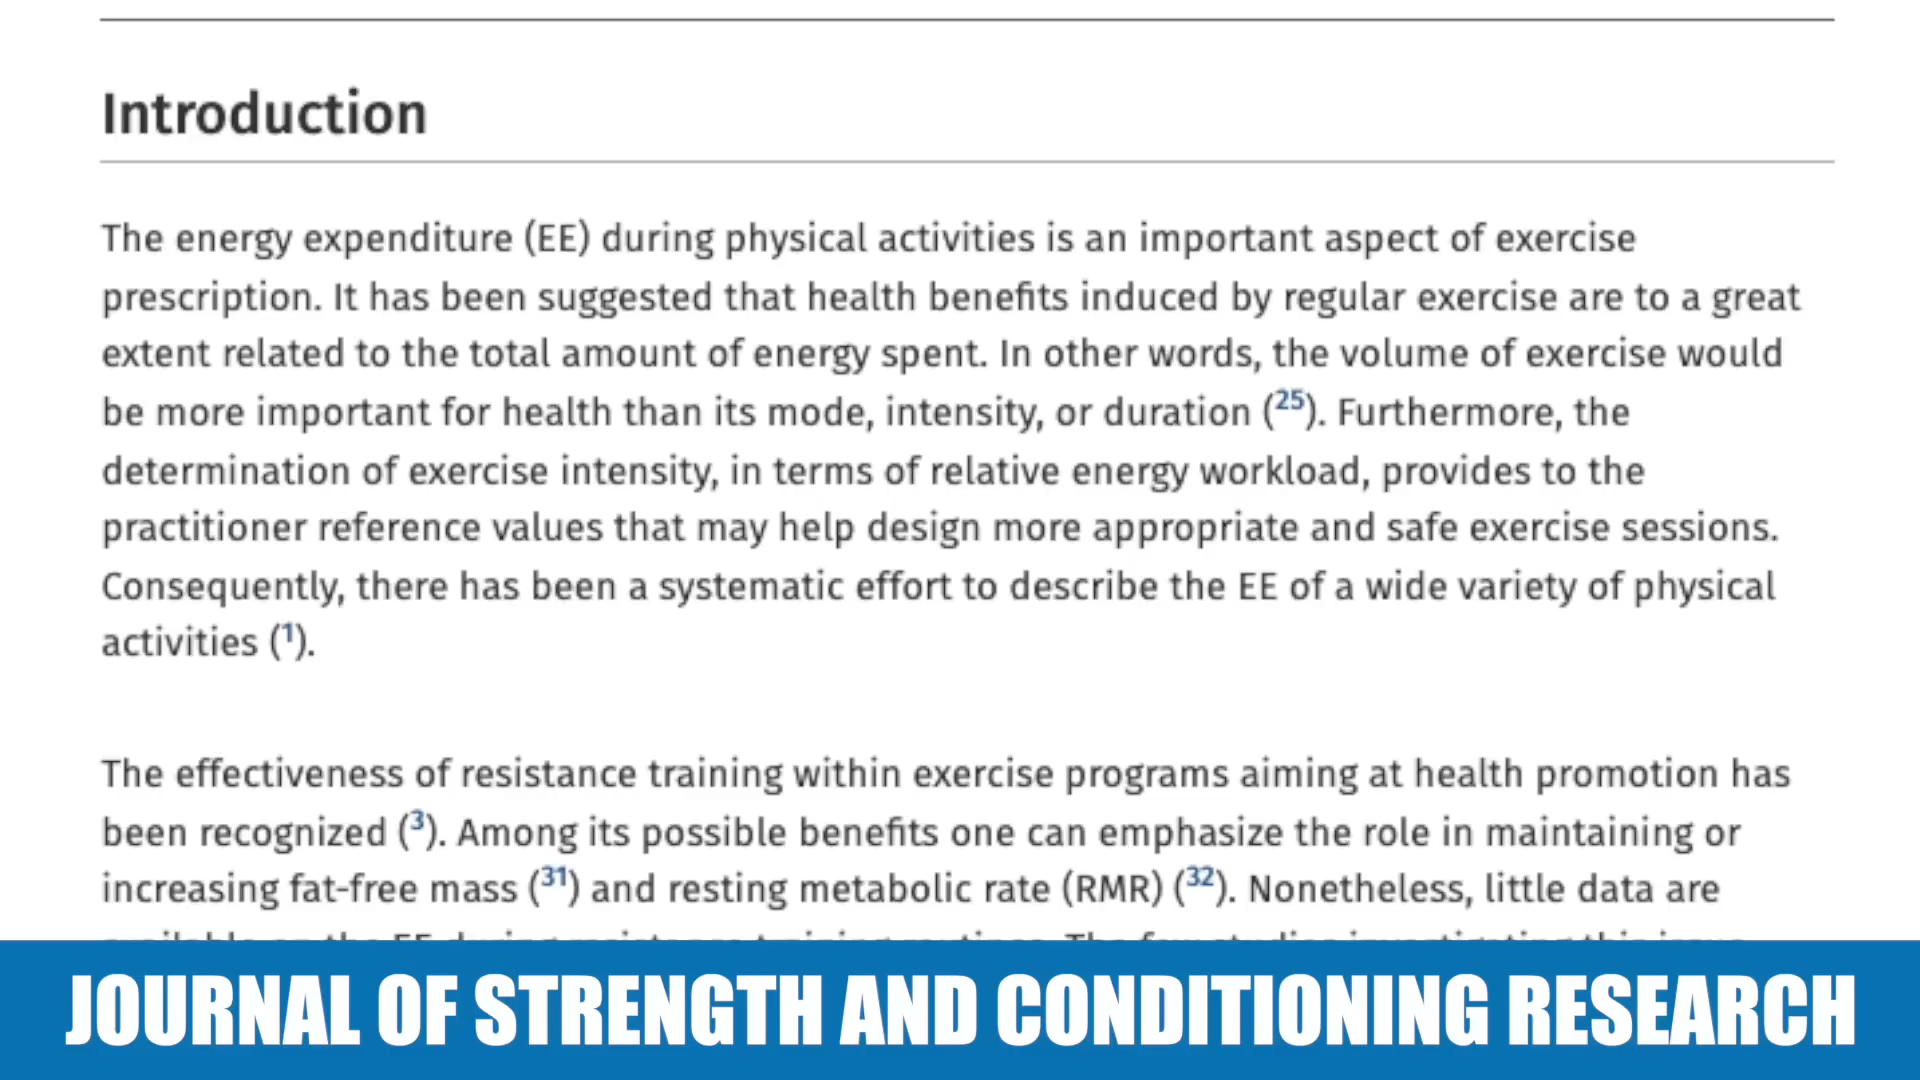 Introduction
The energy expenditure (EE) during physical activities is an important aspect of exercise
prescription. It has been suggested that health benefits induced by regular exercise are to a great
extent related to the total amount of energy spent. In other words, the volume of exercise would
be more important for health than its mode, intensity, or duration (25). Furthermore, the
determination of exercise intensity, in terms of relative energy workload, provides to the
practitioner reference values that may help design more appropriate and safe exercise sessions.
Consequently, there has been a systematic effort to describe the EE of a wide variety of physical
activities (1).
The effectiveness of resistance training within exercise programs aiming at health promotion has
been recognized (3). Among its possible benefits one can emphasize the role in maintaining or
increasing fat-free mass (31) and resting metabolic rate (RMR) (32). Nonetheless, little data are
JOURNAL OF STRENGTH AND CONDITIONING RESEARCH